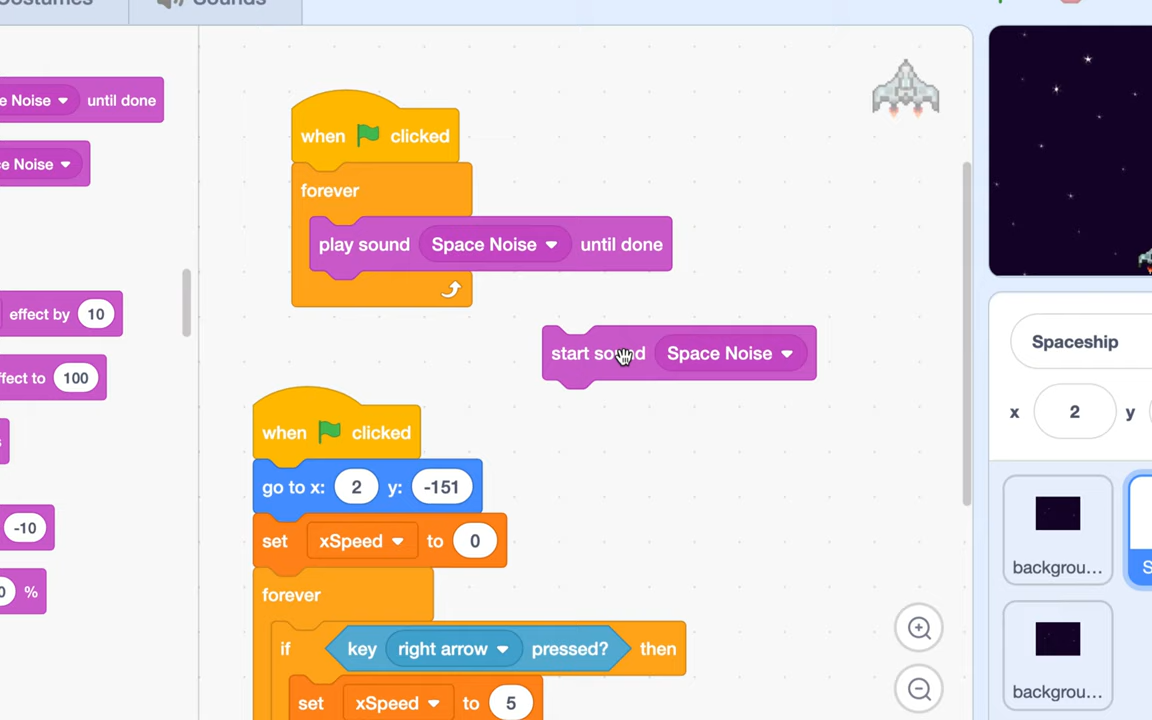 Sounds
e Noise until done
ce Noise
effect by 10
ffect to 100
-10
0 %
when clicked
forever
play sound Space Noise until done
start sound Space Noise
when clicked
go to x: 2 y: -151
set xSpeed to 0
forever
if key right arrow pressed? then
set xSpeed to 5
Spaceship
x 2 y
backgrou...
S
backgrou...